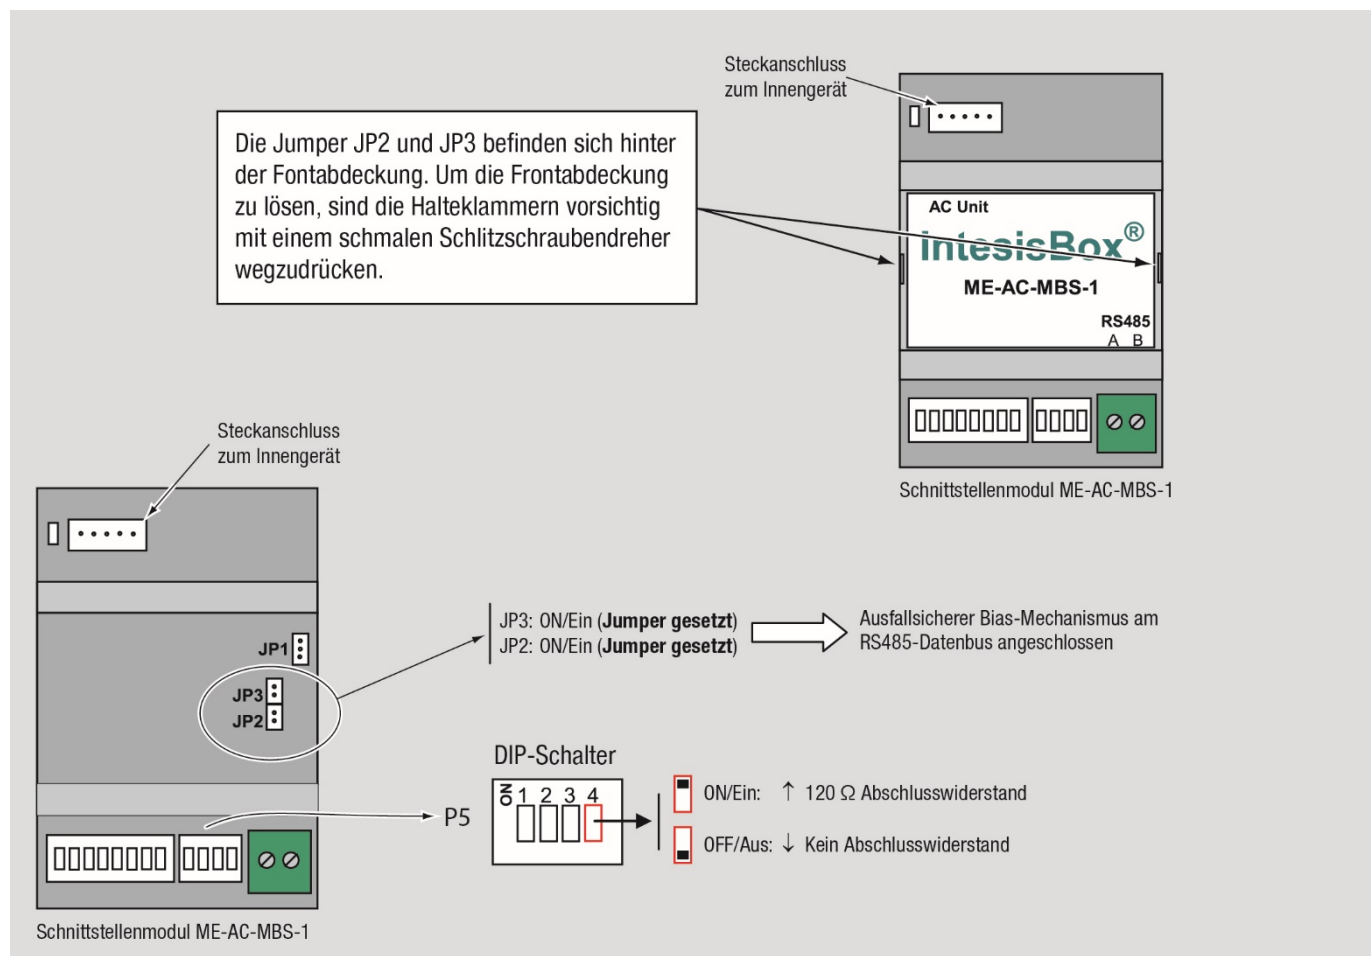 Steckanschluss
zum Innengerät
Die Jumper JP2 und JP3 befinden sich hinter
der Fontabdeckung. Um die Frontabdeckung
zu lösen, sind die Halteklammern vorsichtig
mit einem schmalen Schlitzschraubendreher
wegzudrücken.
AC Unit
IntesisBox®
ME-AC-MBS-1
RS485
A B
Schnittstellenmodul ME-AC-MBS-1
Steckanschluss
zum Innengerät
JP1
JP3
JP2
JP3: ON/Ein (Jumper gesetzt)
JP2: ON/Ein (Jumper gesetzt)
Ausfallsicherer Bias-Mechanismus am
RS485-Datenbus angeschlossen
DIP-Schalter
P5
ON 1 2 3 4
ON/Ein: ↑ 120 Ω Abschlusswiderstand
OFF/Aus: ↓ Kein Abschlusswiderstand
Schnittstellenmodul ME-AC-MBS-1